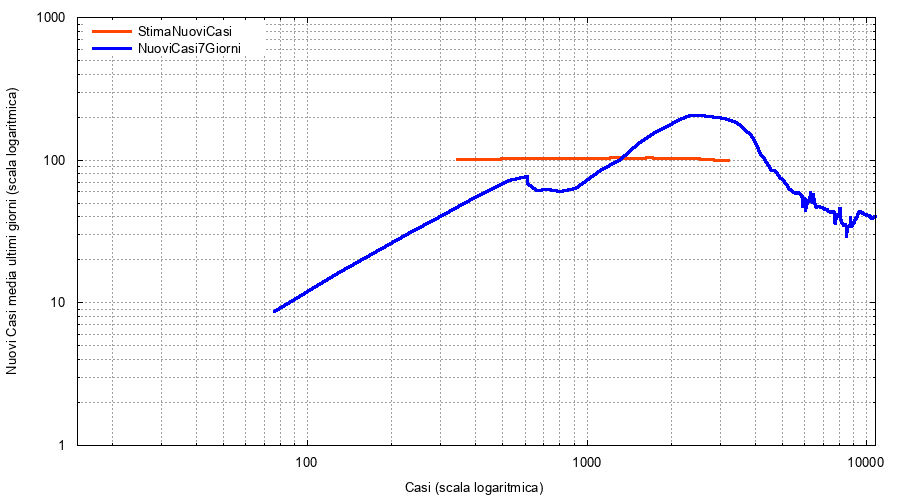 1000
StimaNuoviCasi
NuoviCasi7Giorni
100
10
1
Nuovi Casi media ultimi giorni (scala logaritmica)
100
1000
10000
Casi (scala logaritmica)